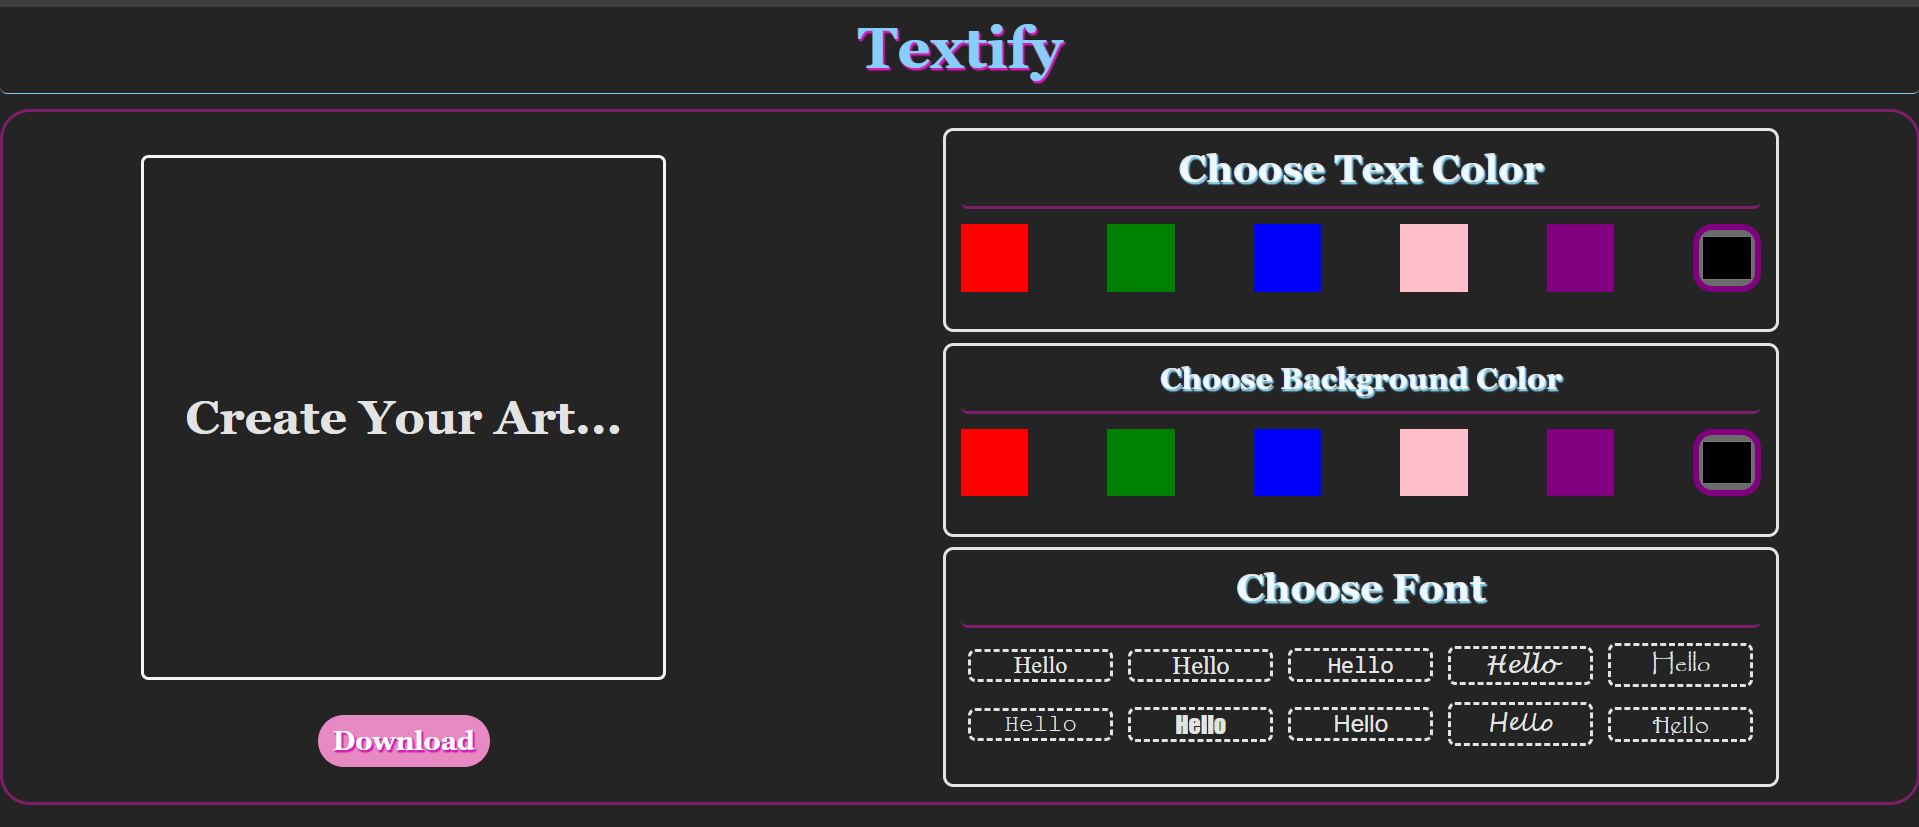 Textify
Create Your Art...
Download
Choose Text Color
Choose Background Color
Choose Font
Hello Hello Hello Hello Hello
Hello Hello Hello Hello Hello